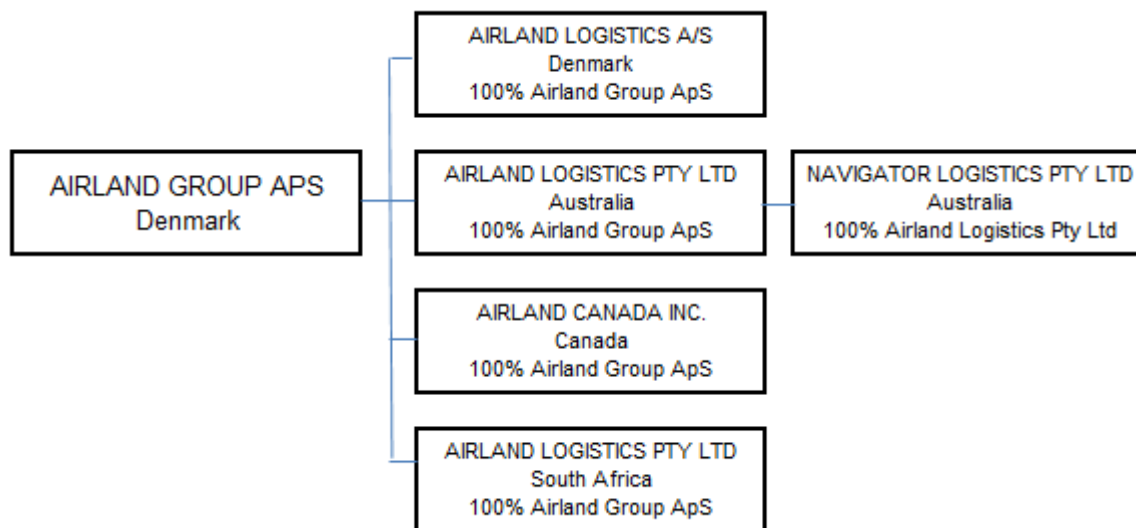 AIRLAND GROUP APS
Denmark
AIRLAND LOGISTICS A/S
Denmark
100% Airland Group ApS
AIRLAND LOGISTICS PTY LTD
Australia
100% Airland Group ApS
NAVIGATOR LOGISTICS PTY LTD
Australia
100% Airland Logistics Pty Ltd
AIRLAND CANADA INC.
Canada
100% Airland Group ApS
AIRLAND LOGISTICS PTY LTD
South Africa
100% Airland Group ApS